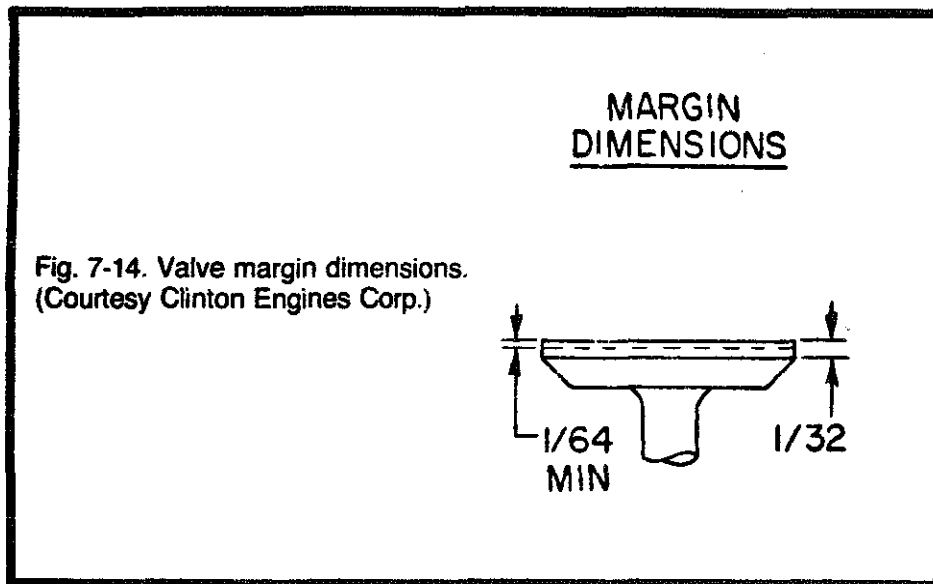 MARGIN
DIMENSIONS
Fig. 7-14. Valve margin dimensions.
(Courtesy Clinton Engines Corp.)
1/64
MIN
1/32